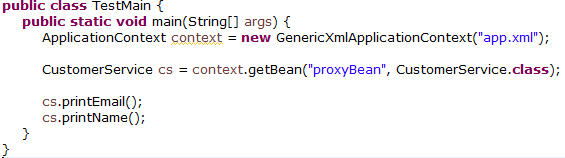 public class TestMain {
public static void main(String[] args) {
ApplicationContext context = new GenericXmlApplicationContext("app.xml");
CustomerService cs = context.getBean("proxyBean", CustomerService.class);
cs.printEmail();
cs.printName();
}
}